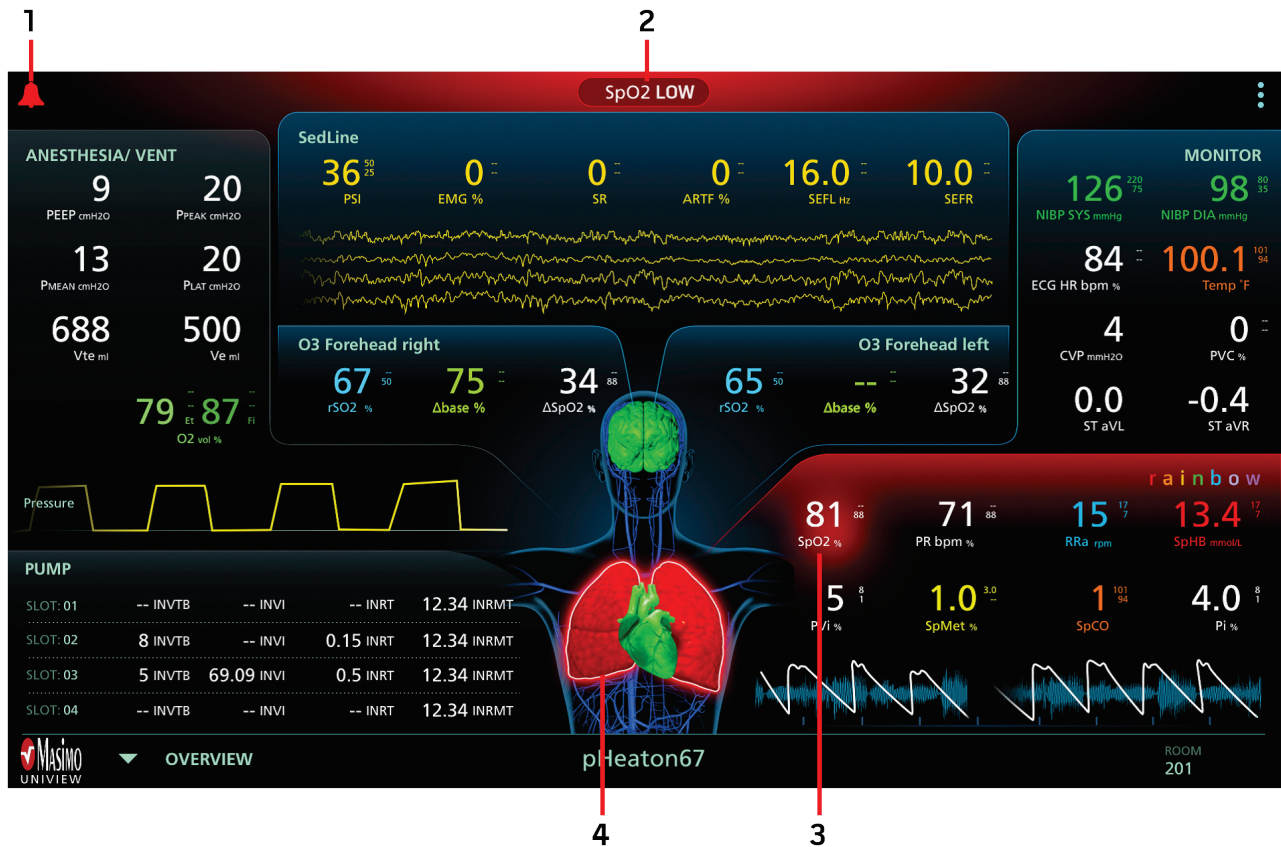 1
2
SpO2 LOW
ANESTHESIA/ VENT
9
PEEP cmH2O
20
PPEAK cmH2O
13
PMEAN cmH2O
20
PLAT cmH2O
688
Vte ml
500
Ve ml
-- -- 79 Et
-- -- 87 Fi
O2 vol %
Pressure
SedLine
36 50 25
PSI
0 -- --
EMG %
0 -- --
SR
0 -- --
ARTF %
16.0 -- --
SEFL Hz
10.0 -- --
SEFR
O3 Forehead right
67 -- 50
rSO2 %
75 -- --
Δbase %
34 -- 88
ΔSpO2 %
O3 Forehead left
65 -- 50
rSO2 %
-- -- --
Δbase %
32 -- 88
ΔSpO2 %
MONITOR
126 220 75
NIBP SYS mmHg
98 80 35
NIBP DIA mmHg
84 -- --
ECG HR bpm %
100.1 101 94
Temp °F
4
CVP mmH2O
0 -- --
PVC %
0.0
ST aVL
-0.4
ST aVR
rainbow
81 -- 88
SpO2 %
71 -- 88
PR bpm %
15 17 7
RRa rpm
13.4 17 7
SpHB mmol/L
5 8 1
PVi %
1.0 3.0 --
SpMet %
1 101 94
SpCO
4.0 8 1
Pi %
PUMP
SLOT: 01 -- INVTB -- INVI -- INRT 12.34 INRMT
SLOT: 02 8 INVTB -- INVI 0.15 INRT 12.34 INRMT
SLOT: 03 5 INVTB 69.09 INVI 0.5 INRT 12.34 INRMT
SLOT: 04 -- INVTB -- INVI -- INRT 12.34 INRMT
Masimo
UNIVIEW
OVERVIEW
pHeaton67
ROOM
201
4
3